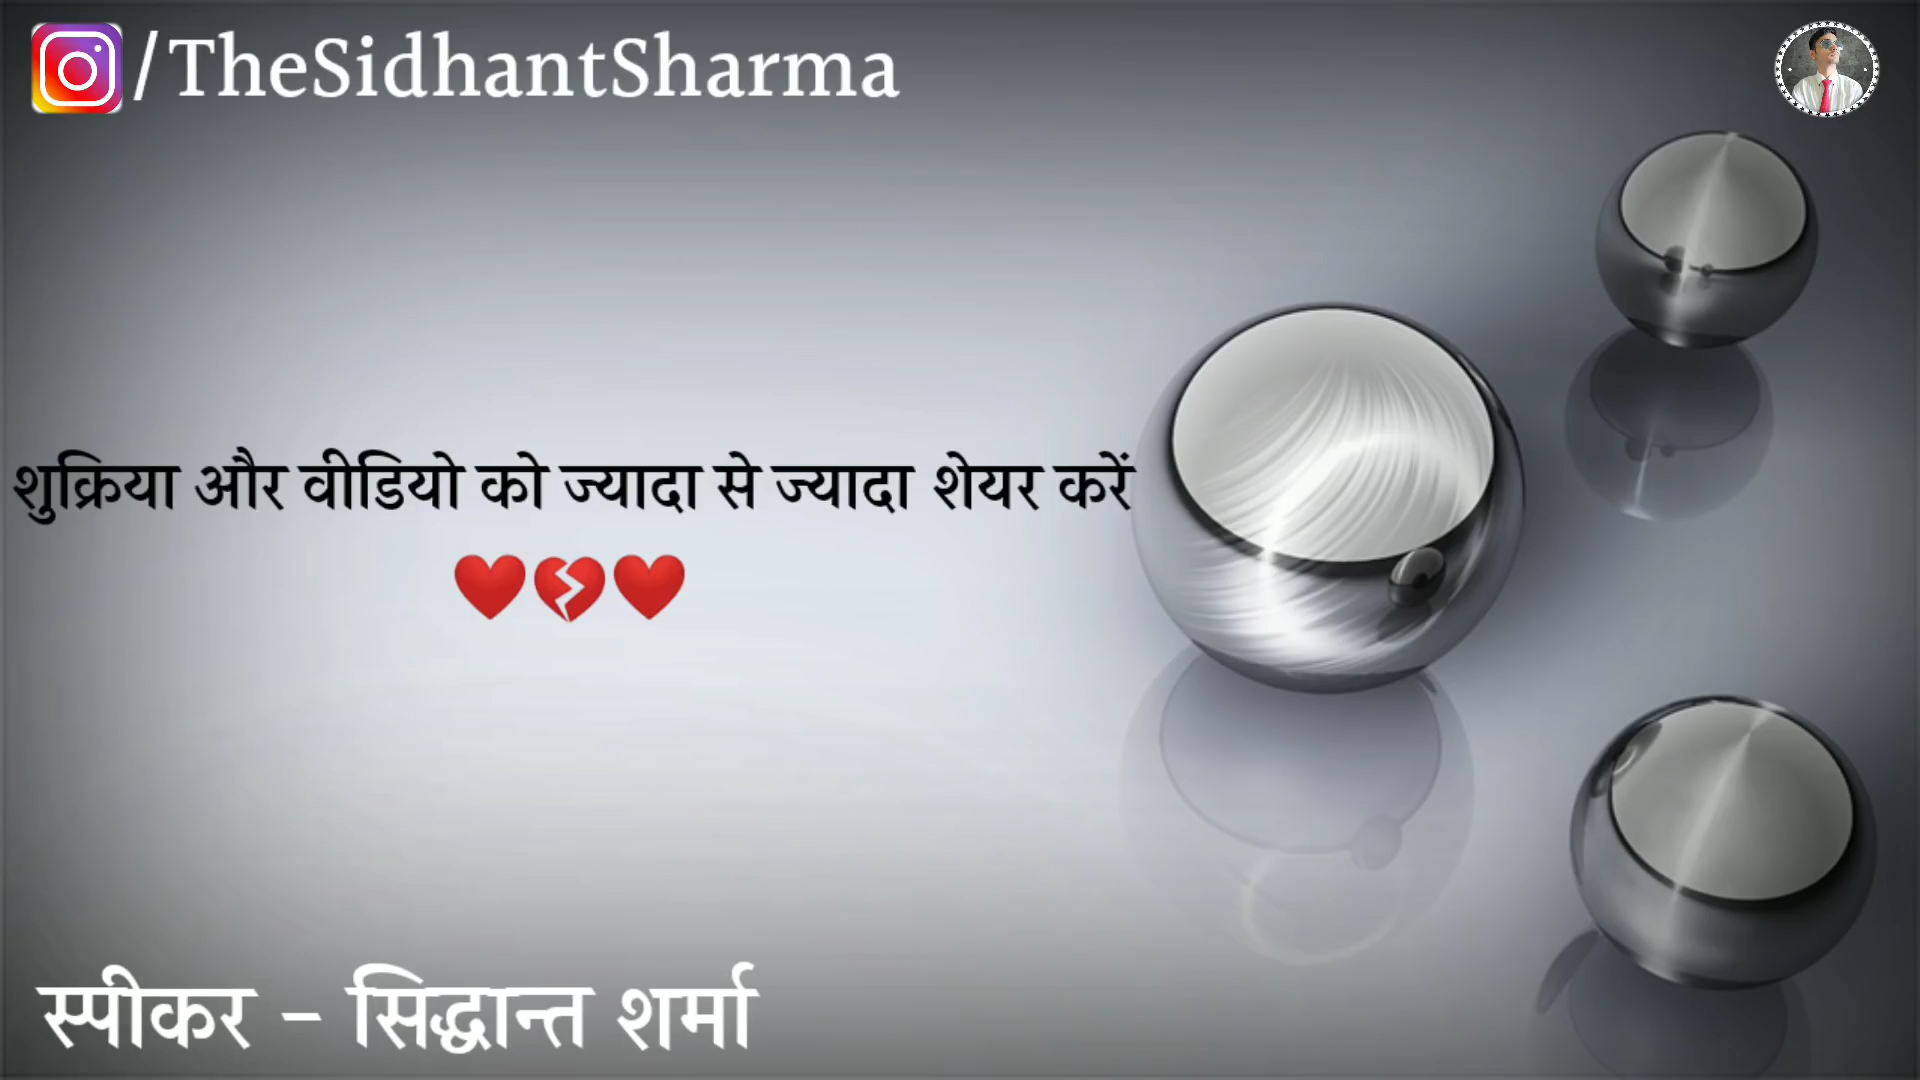 /TheSidhantSharma
शुक्रिया और वीडियो को ज्यादा से ज्यादा शेयर करें
❤️💔❤️
स्पीकर - सिद्धान्त शर्मा